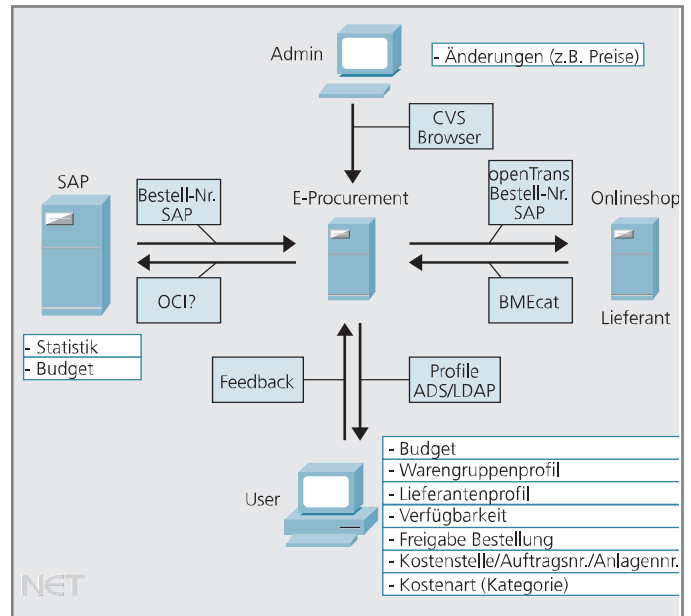 Admin
- Änderungen (z.B. Preise)
CVS
Browser
SAP
Bestell-Nr.
SAP
E-Procurement
openTrans
Bestell-Nr.
SAP
Onlineshop
OCI?
BMEcat
Lieferant
- Statistik
- Budget
Feedback
Profile
ADS/LDAP
User
- Budget
- Warengruppenprofil
- Lieferantenprofil
- Verfügbarkeit
- Freigabe Bestellung
- Kostenstelle/Auftragsnr./Anlagennr.
- Kostenart (Kategorie)
NET